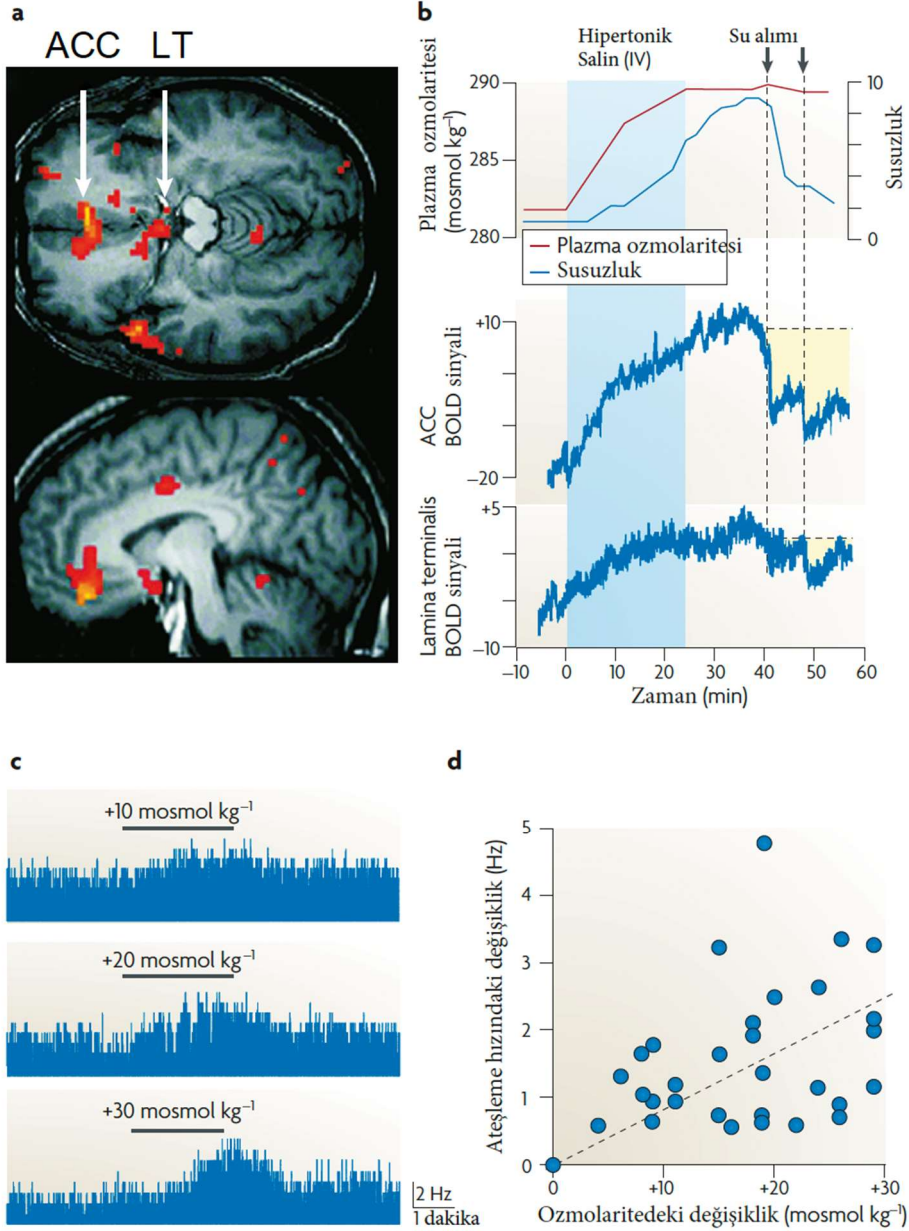 a
ACC LT
b
Hipertonik
Salin (IV)
Su alımı
Plazma ozmolaritesi
(mosmol kg⁻¹)
290
285
280
10
0
Susuzluk
Plazma ozmolaritesi
Susuzluk
ACC
BOLD sinyali
+10
–20
Lamina terminalis
BOLD sinyali
+5
–10
–10 0 10 20 30 40 50 60
Zaman (min)
c
+10 mosmol kg⁻¹
+20 mosmol kg⁻¹
+30 mosmol kg⁻¹
2 Hz
1 dakika
d
Ateşleme hızındaki değişiklik (Hz)
5
4
3
2
1
0
0 +10 +20 +30
Ozmolaritedeki değişiklik (mosmol kg⁻¹)